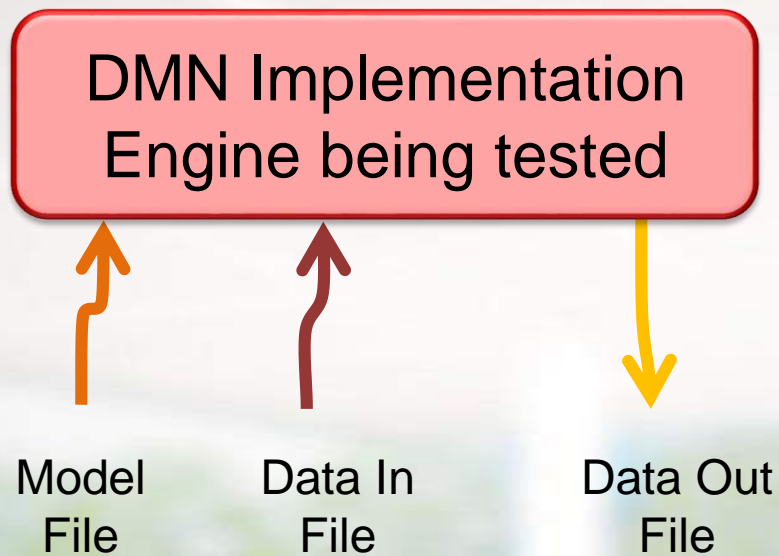 DMN Implementation
Engine being tested
Model
File
Data In
File
Data Out
File